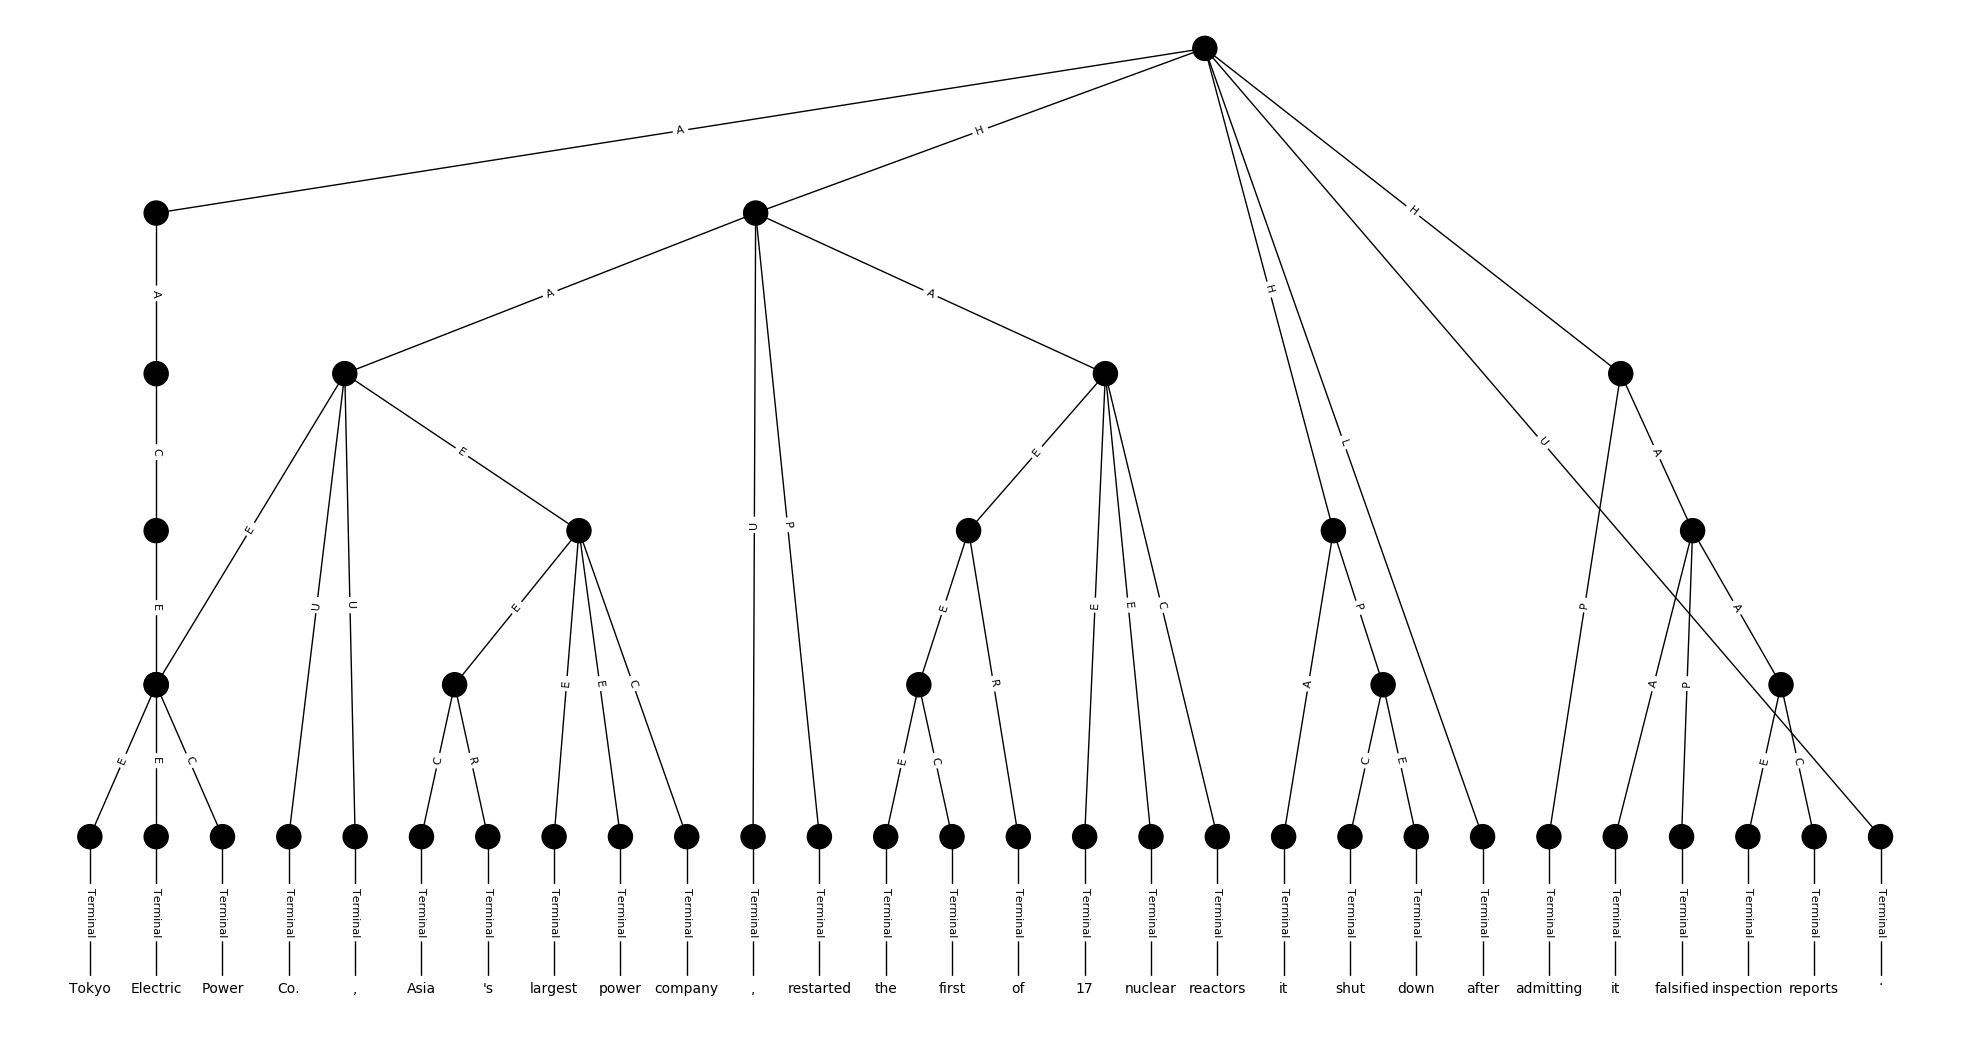 A H
H
A A
A H
C E E A L U
E U P
E U U E E E E C P A P A
E E E C E R A A P
E E C C R E C C E E C
Terminal Terminal Terminal Terminal Terminal Terminal Terminal Terminal Terminal Terminal Terminal Terminal Terminal Terminal Terminal Terminal Terminal Terminal Terminal Terminal Terminal Terminal Terminal Terminal Terminal Terminal Terminal Terminal
Tokyo Electric Power Co. , Asia 's largest power company , restarted the first of 17 nuclear reactors it shut down after admitting it falsified inspection reports .